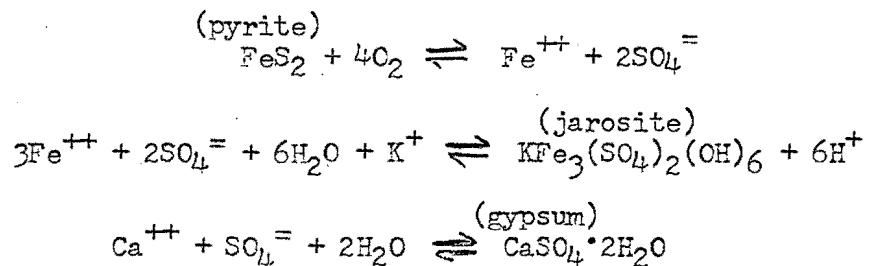 (pyrite)
FeS₂ + 4O₂ ⇌ Fe⁺⁺ + 2SO₄⁼
(jarosite)
3Fe⁺⁺ + 2SO₄⁼ + 6H₂O + K⁺ ⇌ KFe₃(SO₄)₂(OH)₆ + 6H⁺
(gypsum)
Ca⁺⁺ + SO₄⁼ + 2H₂O ⇌ CaSO₄·2H₂O